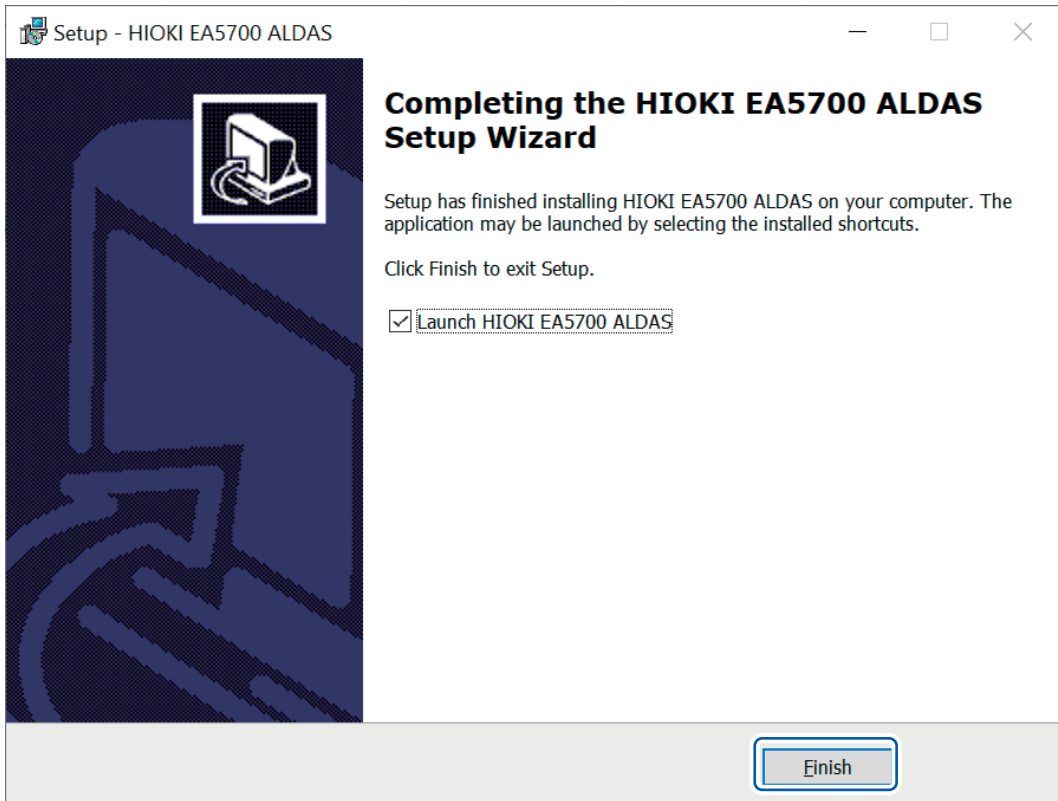 Setup - HIOKI EA5700 ALDAS
Completing the HIOKI EA5700 ALDAS
Setup Wizard
Setup has finished installing HIOKI EA5700 ALDAS on your computer. The
application may be launched by selecting the installed shortcuts.
Click Finish to exit Setup.
Launch HIOKI EA5700 ALDAS
Finish